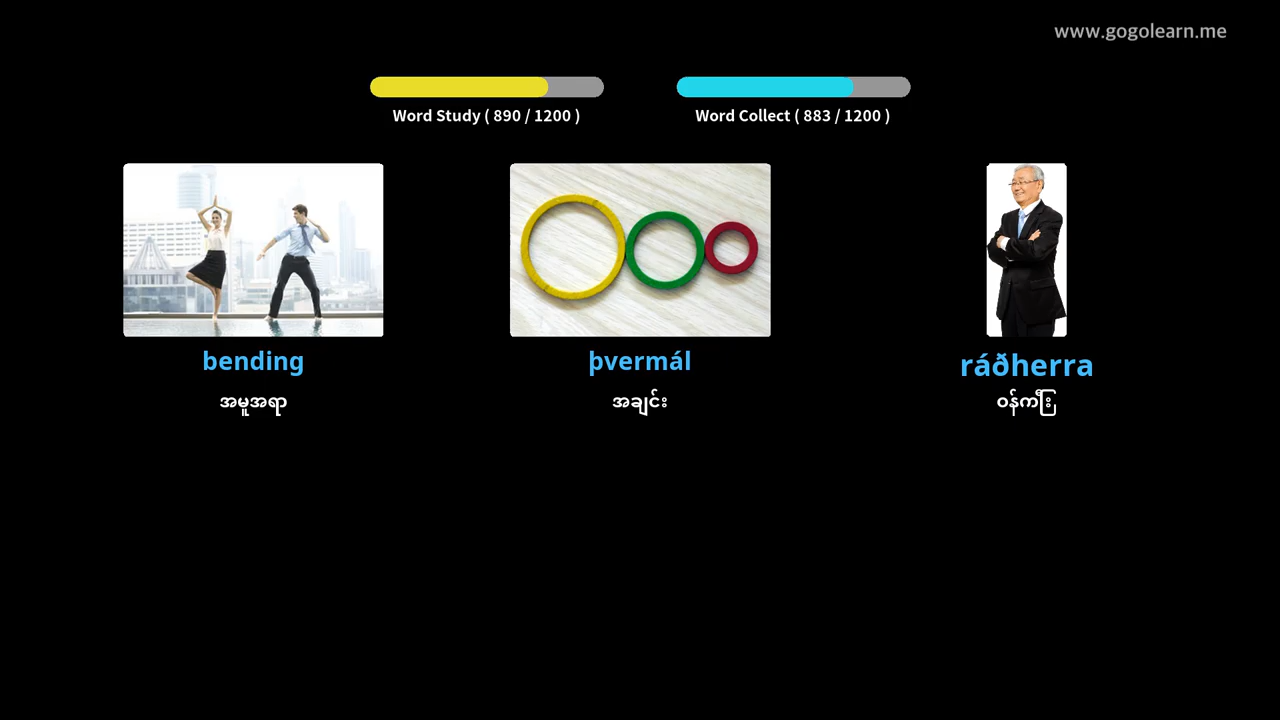 www.gogolearn.me
Word Study ( 890 / 1200 )
Word Collect ( 883 / 1200 )
bending
þvermál
ráðherra
အမူအရာ
အချင်း
ဝန်ကြီး